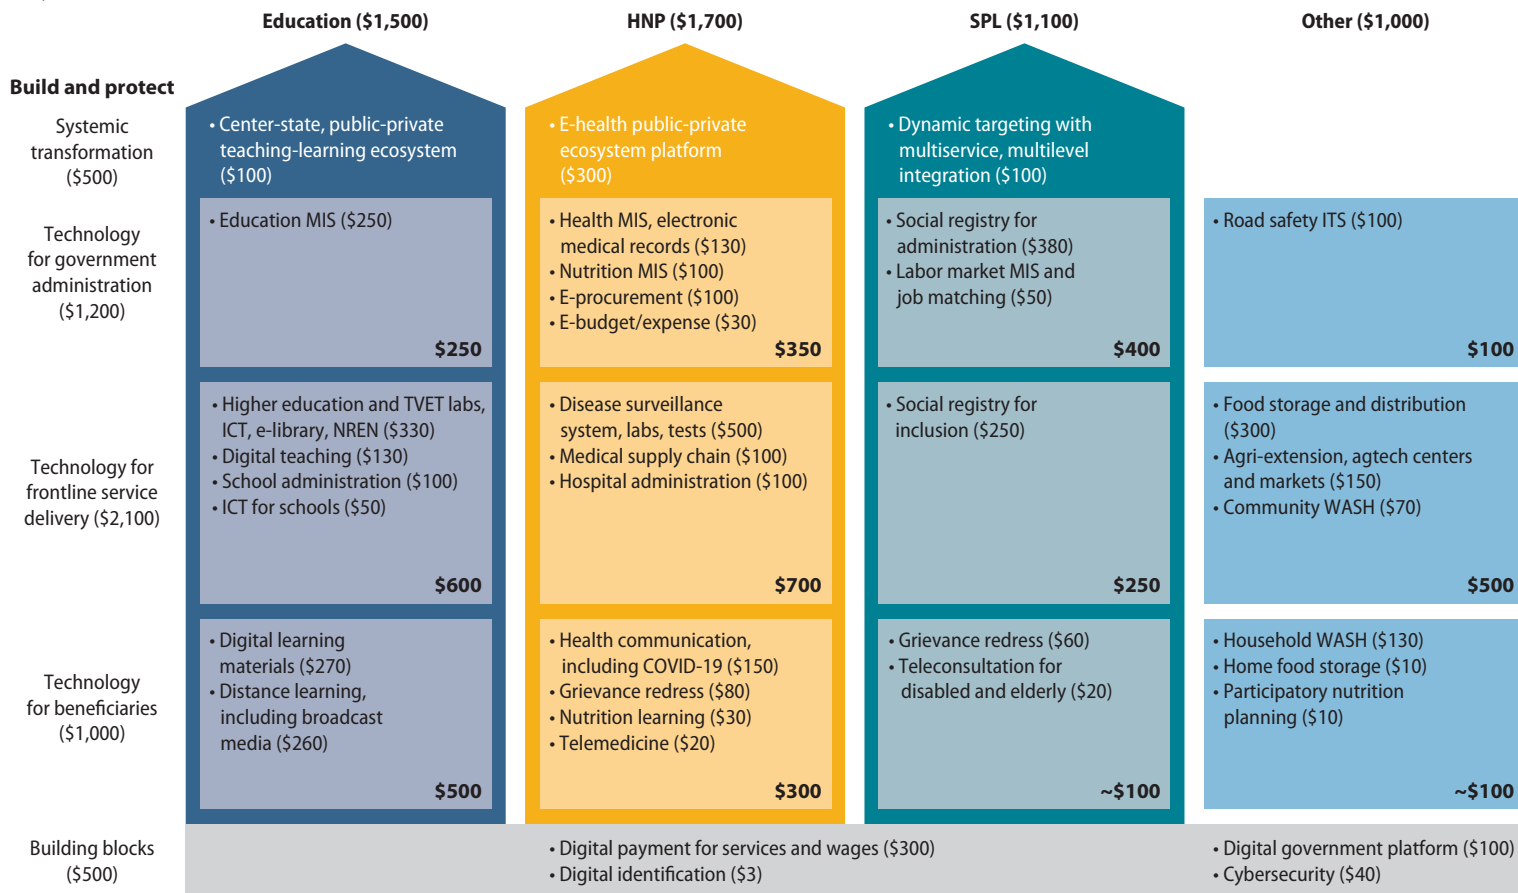 Education ($1,500)
HNP ($1,700)
SPL ($1,100)
Other ($1,000)
Build and protect
Systemic
transformation
($500)
• Center-state, public-private
teaching-learning ecosystem
($100)
• E-health public-private
ecosystem platform
($300)
• Dynamic targeting with
multiservice, multilevel
integration ($100)
Technology
for government
administration
($1,200)
• Education MIS ($250)
$250
• Health MIS, electronic
medical records ($130)
• Nutrition MIS ($100)
• E-procurement ($100)
• E-budget/expense ($30)
$350
• Social registry for
administration ($380)
• Labor market MIS and
job matching ($50)
$400
• Road safety ITS ($100)
$100
Technology for
frontline service
delivery ($2,100)
• Higher education and TVET labs,
ICT, e-library, NREN ($330)
• Digital teaching ($130)
• School administration ($100)
• ICT for schools ($50)
$600
• Disease surveillance
system, labs, tests ($500)
• Medical supply chain ($100)
• Hospital administration ($100)
$700
• Social registry for
inclusion ($250)
$250
• Food storage and distribution
($300)
• Agri-extension, agtech centers
and markets ($150)
• Community WASH ($70)
$500
Technology
for beneficiaries
($1,000)
• Digital learning
materials ($270)
• Distance learning,
including broadcast
media ($260)
$500
• Health communication,
including COVID-19 ($150)
• Grievance redress ($80)
• Nutrition learning ($30)
• Telemedicine ($20)
$300
• Grievance redress ($60)
• Teleconsultation for
disabled and elderly ($20)
~$100
• Household WASH ($130)
• Home food storage ($10)
• Participatory nutrition
planning ($10)
~$100
Building blocks
($500)
• Digital payment for services and wages ($300)
• Digital identification ($3)
• Digital government platform ($100)
• Cybersecurity ($40)